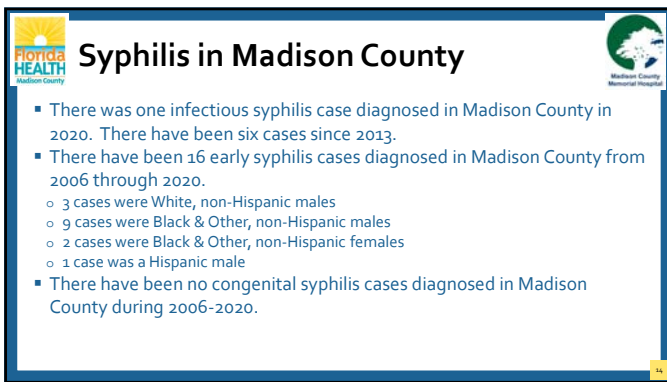 Florida
HEALTH
Madison County
Syphilis in Madison County
Madison County
Memorial Hospital
▪ There was one infectious syphilis case diagnosed in Madison County in
2020. There have been six cases since 2013.
▪ There have been 16 early syphilis cases diagnosed in Madison County from
2006 through 2020.
o 3 cases were White, non-Hispanic males
o 9 cases were Black & Other, non-Hispanic males
o 2 cases were Black & Other, non-Hispanic females
o 1 case was a Hispanic male
▪ There have been no congenital syphilis cases diagnosed in Madison
County during 2006-2020.
14